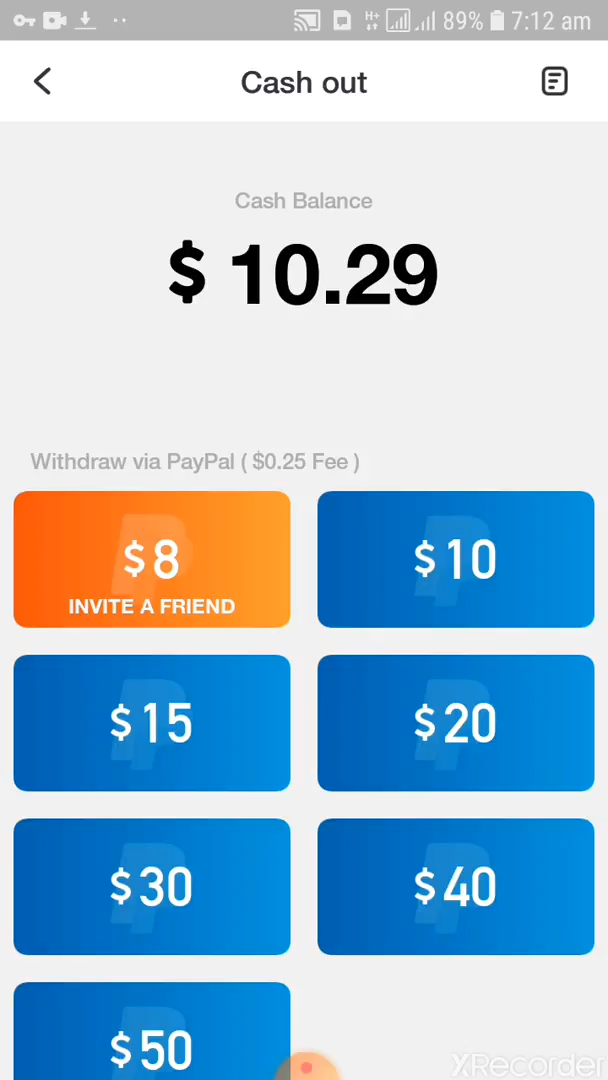 89% 7:12 am
Cash out
Cash Balance
$ 10.29
Withdraw via PayPal ( $0.25 Fee )
$8
INVITE A FRIEND
$10
$15
$20
$30
$40
$50
XRecorder